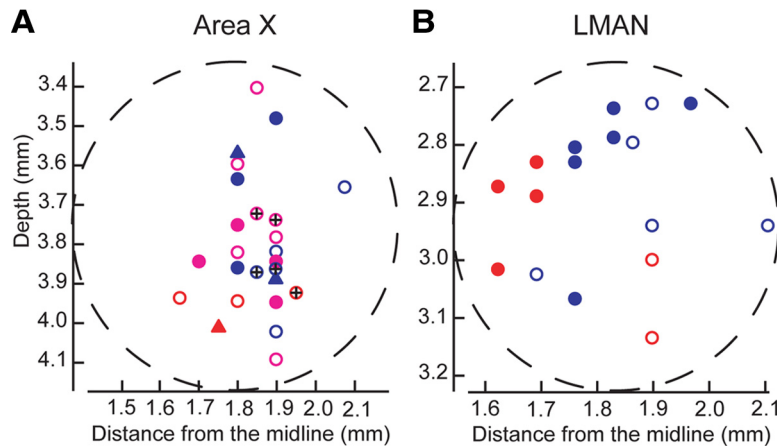 A
Area X
3.4
3.5
3.6
3.7
3.8
3.9
4.0
4.1
Depth (mm)
1.5 1.6 1.7 1.8 1.9 2.0 2.1
Distance from the midline (mm)
B
LMAN
2.7
2.8
2.9
3.0
3.1
3.2
1.6 1.7 1.8 1.9 2.0 2.1
Distance from the midline (mm)